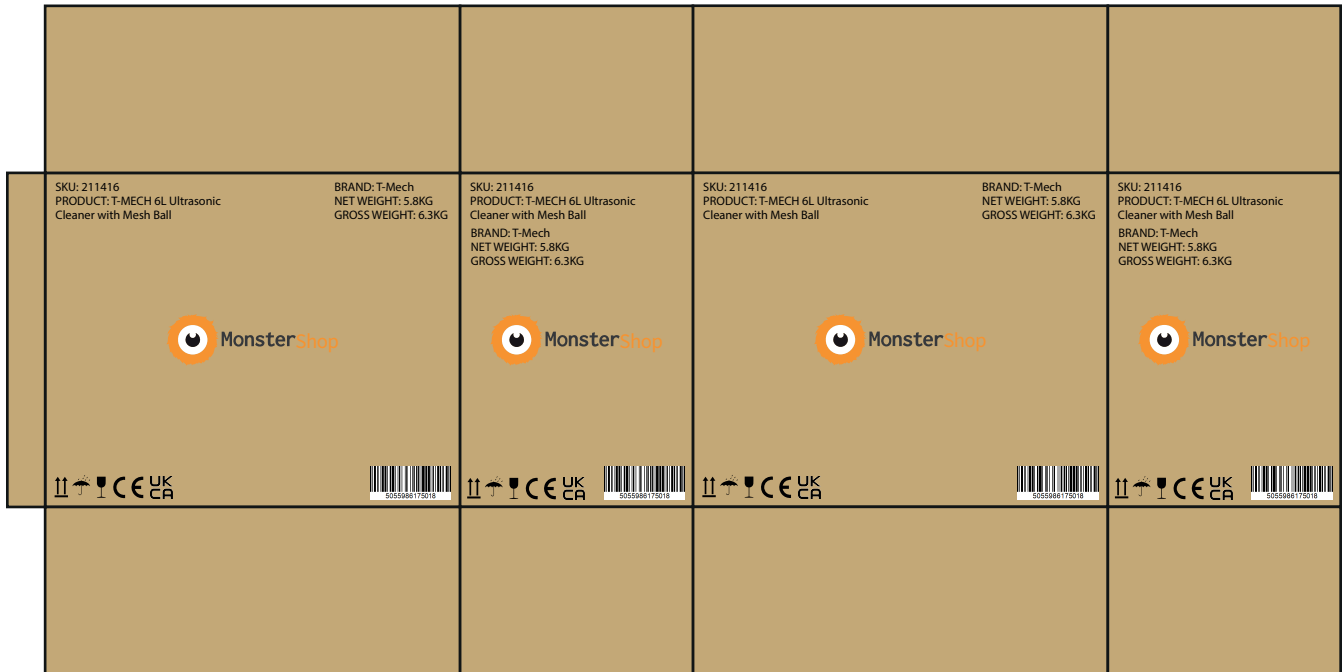 SKU: 211416
PRODUCT: T-MECH 6L Ultrasonic
Cleaner with Mesh Ball
BRAND: T-Mech
NET WEIGHT: 5.8KG
GROSS WEIGHT: 6.3KG
MonsterShop
CE UK CA
5055986175018
SKU: 211416
PRODUCT: T-MECH 6L Ultrasonic
Cleaner with Mesh Ball
BRAND: T-Mech
NET WEIGHT: 5.8KG
GROSS WEIGHT: 6.3KG
MonsterShop
CE UK CA
5055986175018
SKU: 211416
PRODUCT: T-MECH 6L Ultrasonic
Cleaner with Mesh Ball
BRAND: T-Mech
NET WEIGHT: 5.8KG
GROSS WEIGHT: 6.3KG
MonsterShop
CE UK CA
5055986175018
SKU: 211416
PRODUCT: T-MECH 6L Ultrasonic
Cleaner with Mesh Ball
BRAND: T-Mech
NET WEIGHT: 5.8KG
GROSS WEIGHT: 6.3KG
MonsterShop
CE UK CA
5055986175018